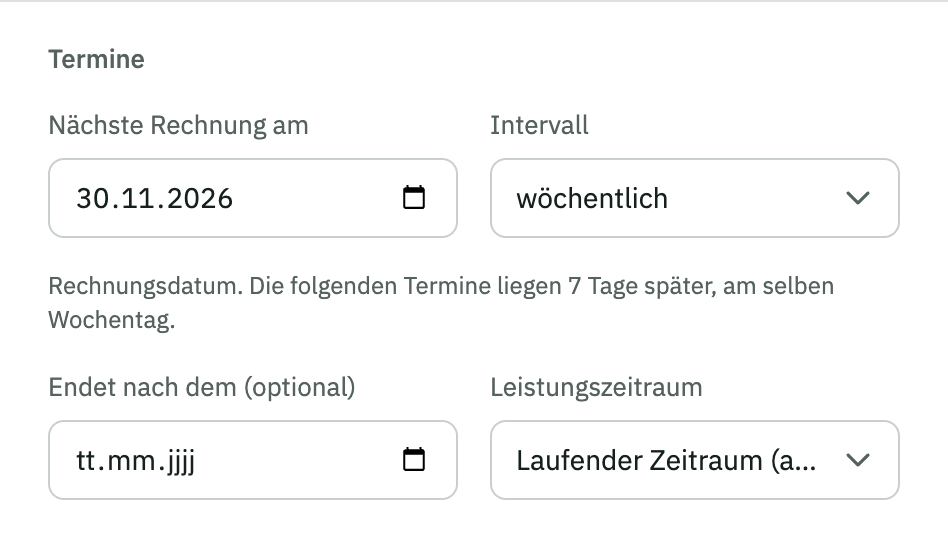 Termine
Nächste Rechnung am
Intervall
30.11.2026
wöchentlich
Rechnungsdatum. Die folgenden Termine liegen 7 Tage später, am selben
Wochentag.
Endet nach dem (optional)
Leistungszeitraum
tt.mm.jjjj
Laufender Zeitraum (a...